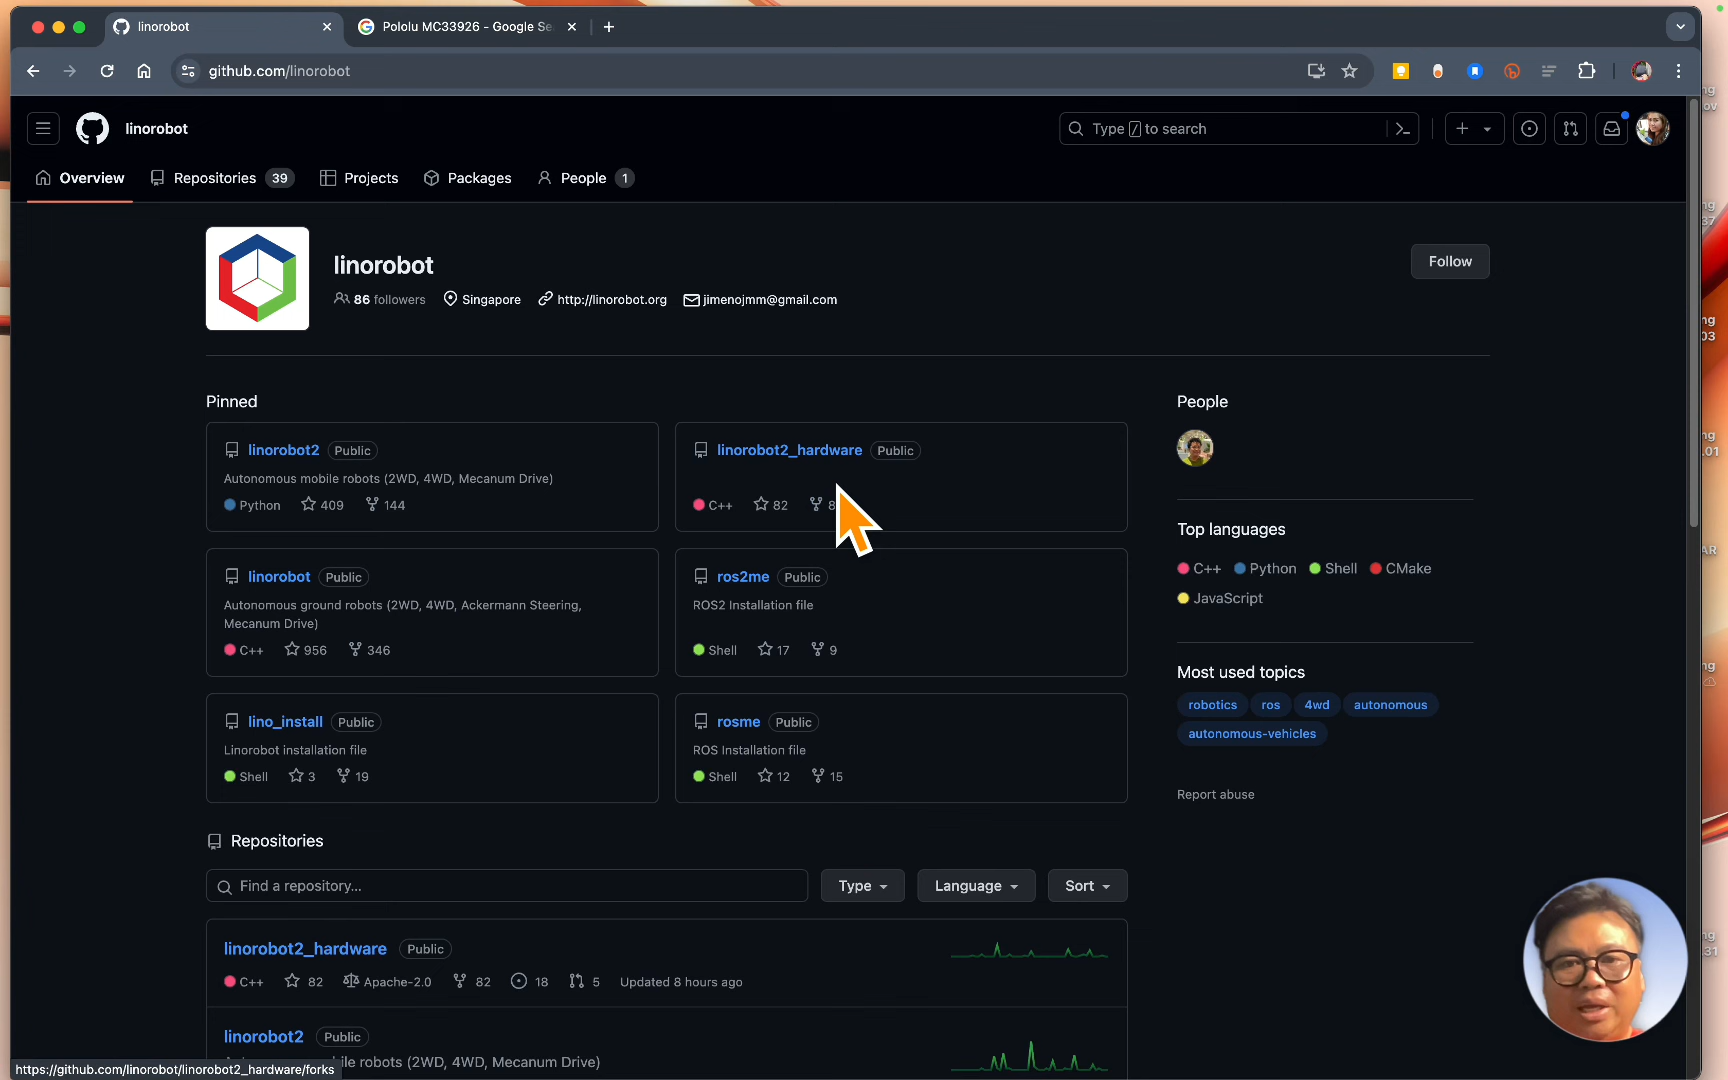 linorobot
Pololu MC33926 - Google Se
github.com/linorobot
linorobot
Type / to search
Overview
Repositories 39
Projects
Packages
People 1
linorobot
86 followers
Singapore
http://linorobot.org
jimenojmm@gmail.com
Follow
Pinned
linorobot2 Public
Autonomous mobile robots (2WD, 4WD, Mecanum Drive)
Python 409 144
linorobot2_hardware Public
C++ 82
linorobot Public
Autonomous ground robots (2WD, 4WD, Ackermann Steering,
Mecanum Drive)
C++ 956 346
ros2me Public
ROS2 Installation file
Shell 17 9
lino_install Public
Linorobot installation file
Shell 3 19
rosme Public
ROS Installation file
Shell 12 15
People
Top languages
C++ Python Shell CMake
JavaScript
Most used topics
robotics ros 4wd autonomous
autonomous-vehicles
Report abuse
Repositories
Find a repository...
Type
Language
Sort
linorobot2_hardware Public
C++ 82 Apache-2.0 82 18 5 Updated 8 hours ago
linorobot2 Public
ile robots (2WD, 4WD, Mecanum Drive)
https://github.com/linorobot/linorobot2_hardware/forks